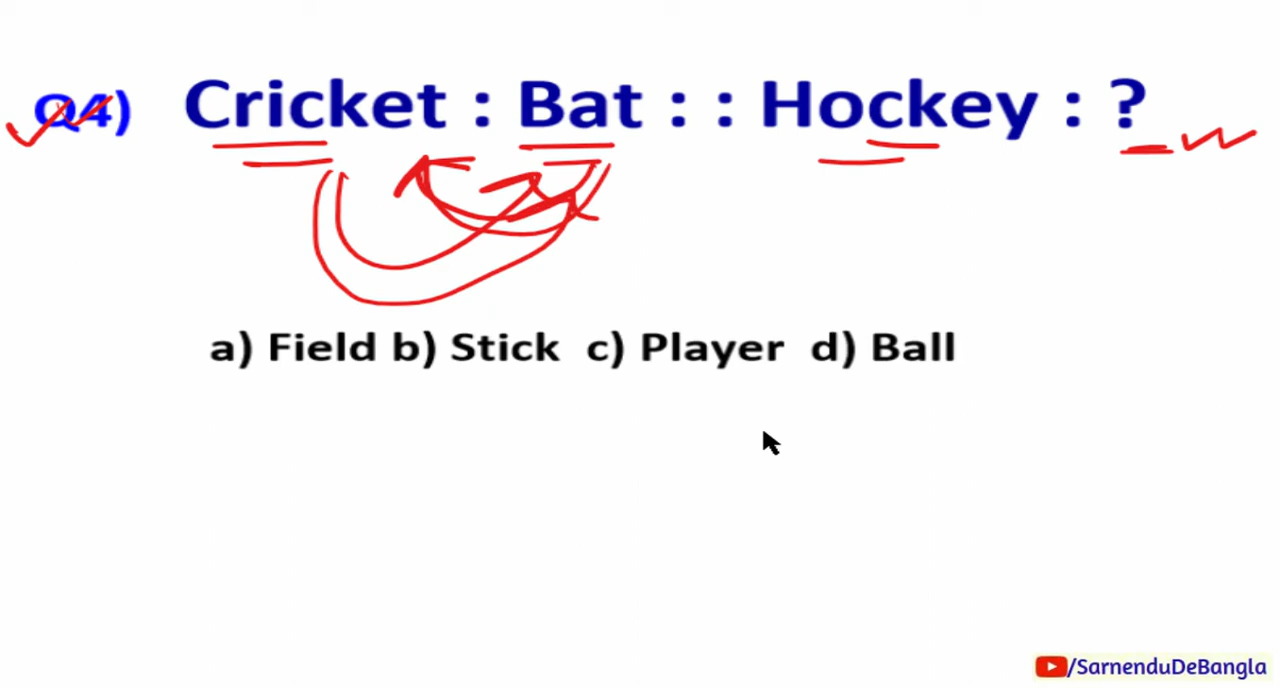 Q4) Cricket : Bat : : Hockey : ?
a) Field b) Stick c) Player d) Ball
/SarnenduDeBangla